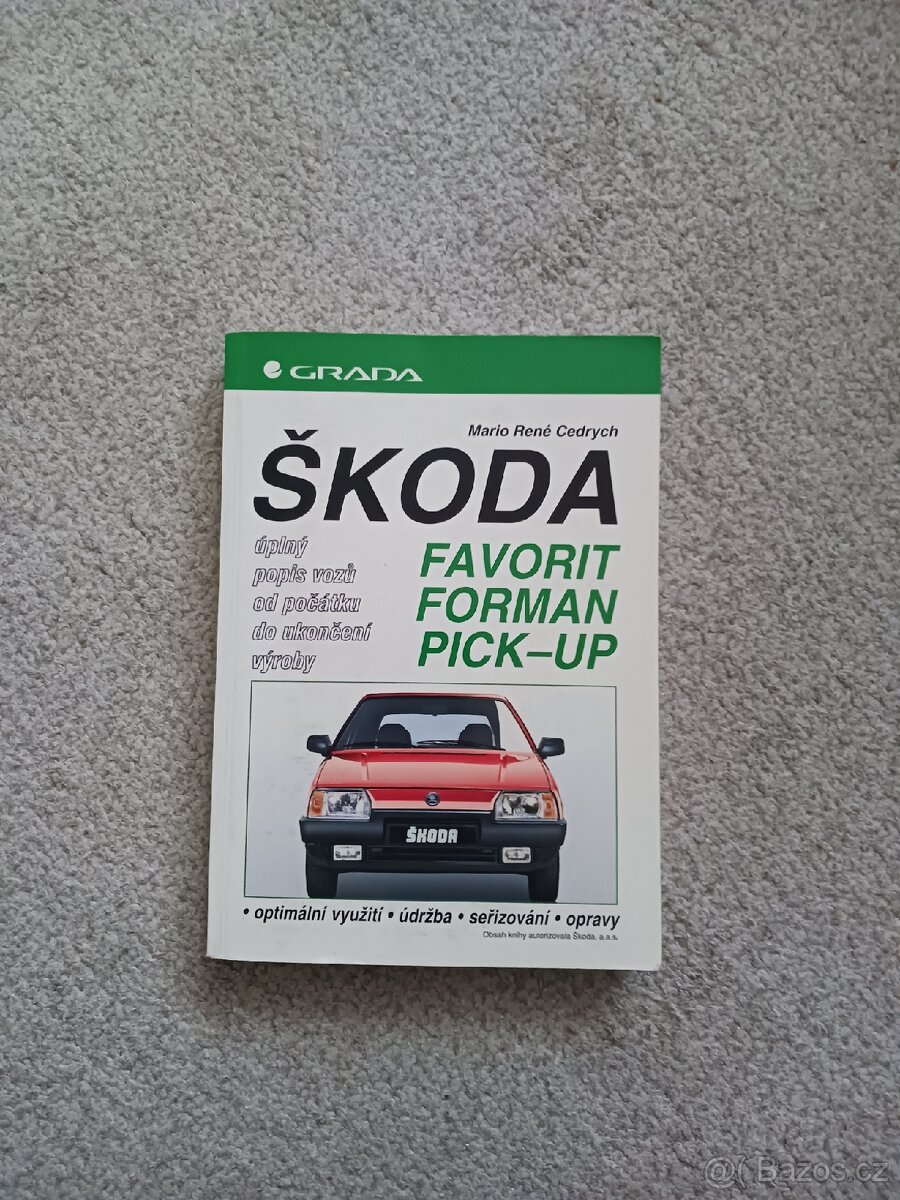 GRADA
Mario René Cedrych
ŠKODA
úplný
popis vozů
od počátku
do ukončení
výroby
FAVORIT
FORMAN
PICK–UP
ŠKODA
• optimální využití • údržba • seřizování • opravy
Obsah knihy autorizovala Škoda, a.a.s.
@( Bazos.cz